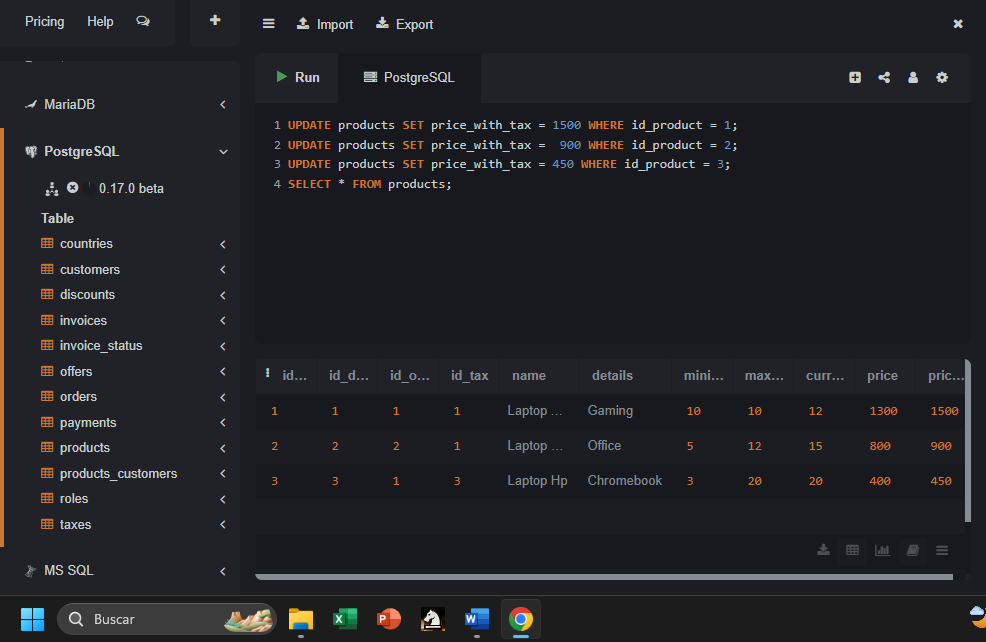 Pricing Help
Import Export
Run PostgreSQL
MariaDB
PostgreSQL
0.17.0 beta
Table
countries
customers
discounts
invoices
invoice_status
offers
orders
payments
products
products_customers
roles
taxes
MS SQL
1 UPDATE products SET price_with_tax = 1500 WHERE id_product = 1;
2 UPDATE products SET price_with_tax =  900 WHERE id_product = 2;
3 UPDATE products SET price_with_tax = 450 WHERE id_product = 3;
4 SELECT * FROM products;
id... id_d... id_o... id_tax name details mini... max... curr... price pric...
1 1 1 1 Laptop ... Gaming 10 10 12 1300 1500
2 2 2 1 Laptop ... Office 5 12 15 800 900
3 3 1 3 Laptop Hp Chromebook 3 20 20 400 450
Buscar